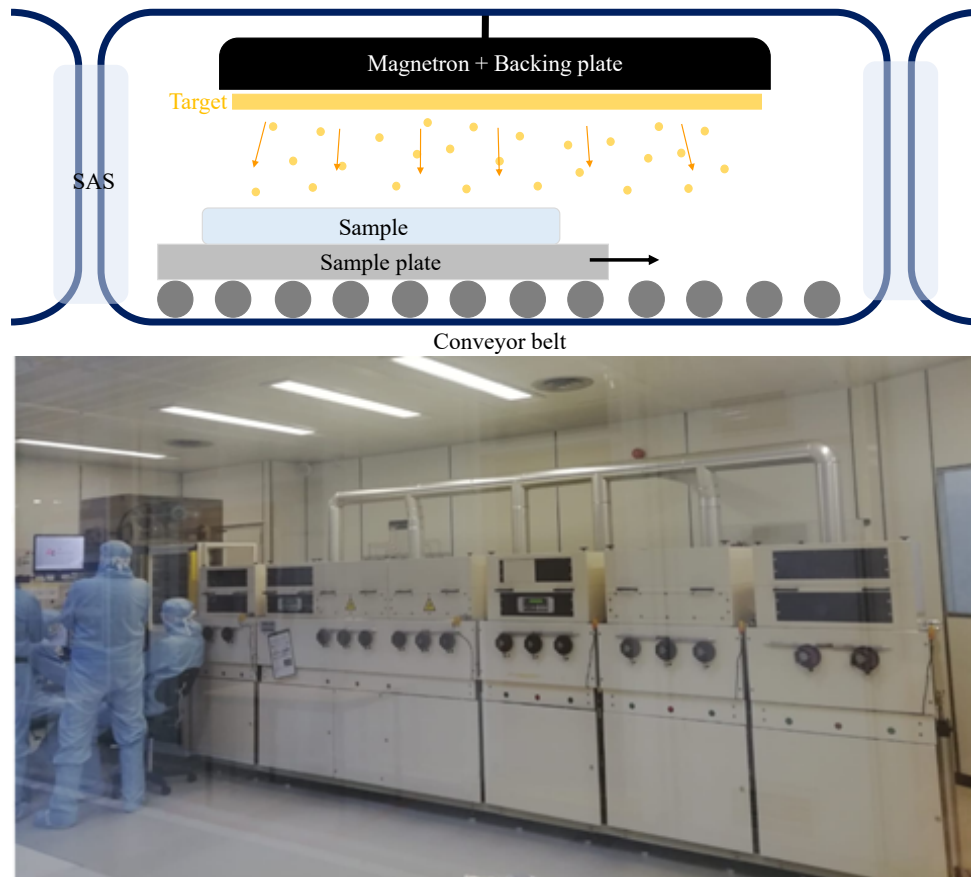 Magnetron + Backing plate
Target
SAS
Sample
Sample plate
Conveyor belt